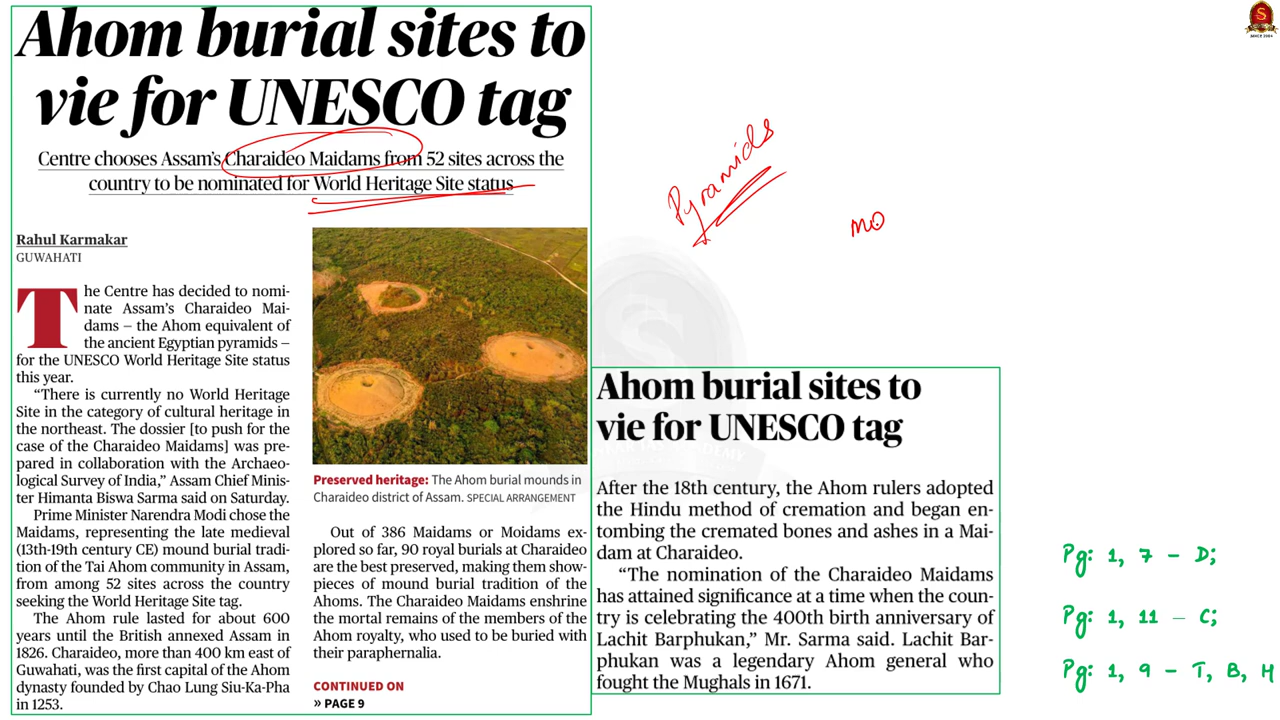 Ahom burial sites to
vie for UNESCO tag
Centre chooses Assam's Charaideo Maidams from 52 sites across the
country to be nominated for World Heritage Site status
Rahul Karmakar
GUWAHATI
The Centre has decided to nomi-
nate Assam's Charaideo Mai-
dams – the Ahom equivalent of
the ancient Egyptian pyramids –
for the UNESCO World Heritage Site status
this year.
"There is currently no World Heritage
Site in the category of cultural heritage in
the northeast. The dossier [to push for the
case of the Charaideo Maidams] was pre-
pared in collaboration with the Archaeo-
logical Survey of India," Assam Chief Minis-
ter Himanta Biswa Sarma said on Saturday.
Prime Minister Narendra Modi chose the
Maidams, representing the late medieval
(13th-19th century CE) mound burial tradi-
tion of the Tai Ahom community in Assam,
from among 52 sites across the country
seeking the World Heritage Site tag.
The Ahom rule lasted for about 600
years until the British annexed Assam in
1826. Charaideo, more than 400 km east of
Guwahati, was the first capital of the Ahom
dynasty founded by Chao Lung Siu-Ka-Pha
in 1253.
Preserved heritage: The Ahom burial mounds in
Charaideo district of Assam. SPECIAL ARRANGEMENT
Out of 386 Maidams or Moidams ex-
plored so far, 90 royal burials at Charaideo
are the best preserved, making them show-
pieces of mound burial tradition of the
Ahoms. The Charaideo Maidams enshrine
the mortal remains of the members of the
Ahom royalty, who used to be buried with
their paraphernalia.
CONTINUED ON
» PAGE 9
Pyramids
mo
Ahom burial sites to
vie for UNESCO tag
After the 18th century, the Ahom rulers adopted
the Hindu method of cremation and began en-
tombing the cremated bones and ashes in a Mai-
dam at Charaideo.
"The nomination of the Charaideo Maidams
has attained significance at a time when the coun-
try is celebrating the 400th birth anniversary of
Lachit Barphukan," Mr. Sarma said. Lachit Bar-
phukan was a legendary Ahom general who
fought the Mughals in 1671.
Pg: 1, 7 – D;
Pg: 1, 11 – C;
Pg: 1, 9 – T, B, H
S
SINCE 2004